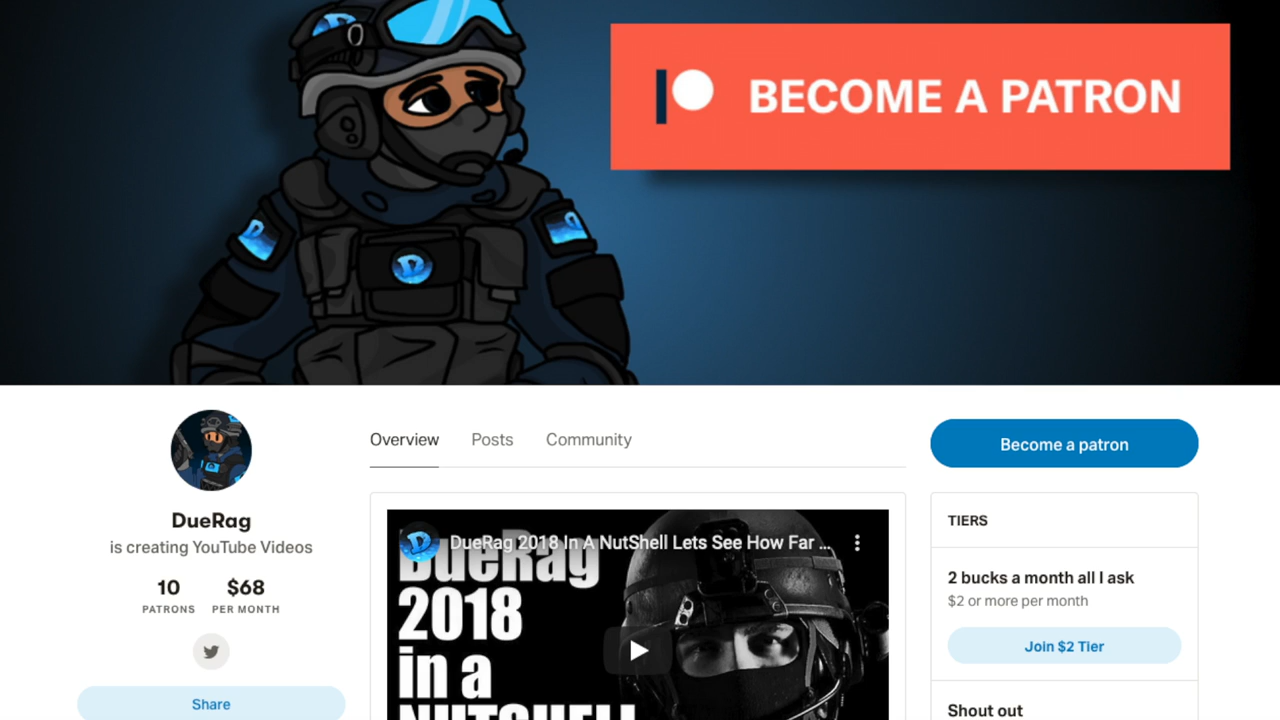 BECOME A PATRON
D
D
D
D
Overview
Posts
Community
Become a patron
DueRag
is creating YouTube Videos
10
PATRONS
$68
PER MONTH
Share
D
DueRag 2018 In A NutShell Lets See How Far ...
DueRag
2018
in a
NUTSHELL
TIERS
2 bucks a month all I ask
$2 or more per month
Join $2 Tier
Shout out